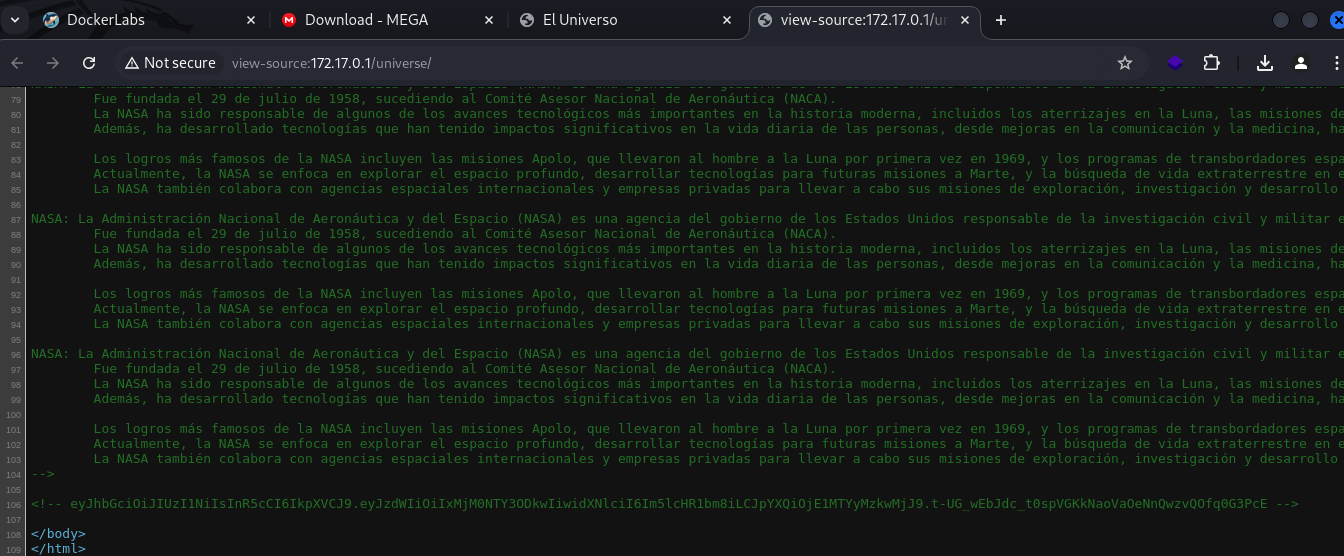 DockerLabs
Download - MEGA
El Universo
view-source:172.17.0.1/un
Not secure view-source:172.17.0.1/universe/
79 Fue fundada el 29 de julio de 1958, sucediendo al Comité Asesor Nacional de Aeronáutica (NACA).
80 La NASA ha sido responsable de algunos de los avances tecnológicos más importantes en la historia moderna, incluidos los aterrizajes en la Luna, las misiones de
81 Además, ha desarrollado tecnologías que han tenido impactos significativos en la vida diaria de las personas, desde mejoras en la comunicación y la medicina, ha
82
83 Los logros más famosos de la NASA incluyen las misiones Apolo, que llevaron al hombre a la Luna por primera vez en 1969, y los programas de transbordadores espa
84 Actualmente, la NASA se enfoca en explorar el espacio profundo, desarrollar tecnologías para futuras misiones a Marte, y la búsqueda de vida extraterrestre en e
85 La NASA también colabora con agencias espaciales internacionales y empresas privadas para llevar a cabo sus misiones de exploración, investigación y desarrollo
86
87 NASA: La Administración Nacional de Aeronáutica y del Espacio (NASA) es una agencia del gobierno de los Estados Unidos responsable de la investigación civil y militar e
88 Fue fundada el 29 de julio de 1958, sucediendo al Comité Asesor Nacional de Aeronáutica (NACA).
89 La NASA ha sido responsable de algunos de los avances tecnológicos más importantes en la historia moderna, incluidos los aterrizajes en la Luna, las misiones de
90 Además, ha desarrollado tecnologías que han tenido impactos significativos en la vida diaria de las personas, desde mejoras en la comunicación y la medicina, ha
91
92 Los logros más famosos de la NASA incluyen las misiones Apolo, que llevaron al hombre a la Luna por primera vez en 1969, y los programas de transbordadores espa
93 Actualmente, la NASA se enfoca en explorar el espacio profundo, desarrollar tecnologías para futuras misiones a Marte, y la búsqueda de vida extraterrestre en e
94 La NASA también colabora con agencias espaciales internacionales y empresas privadas para llevar a cabo sus misiones de exploración, investigación y desarrollo
95
96 NASA: La Administración Nacional de Aeronáutica y del Espacio (NASA) es una agencia del gobierno de los Estados Unidos responsable de la investigación civil y militar e
97 Fue fundada el 29 de julio de 1958, sucediendo al Comité Asesor Nacional de Aeronáutica (NACA).
98 La NASA ha sido responsable de algunos de los avances tecnológicos más importantes en la historia moderna, incluidos los aterrizajes en la Luna, las misiones de
99 Además, ha desarrollado tecnologías que han tenido impactos significativos en la vida diaria de las personas, desde mejoras en la comunicación y la medicina, ha
100
101 Los logros más famosos de la NASA incluyen las misiones Apolo, que llevaron al hombre a la Luna por primera vez en 1969, y los programas de transbordadores espa
102 Actualmente, la NASA se enfoca en explorar el espacio profundo, desarrollar tecnologías para futuras misiones a Marte, y la búsqueda de vida extraterrestre en e
103 La NASA también colabora con agencias espaciales internacionales y empresas privadas para llevar a cabo sus misiones de exploración, investigación y desarrollo
104 -->
105
106 <!-- eyJhbGciOiJIUzI1NiIsInR5cCI6IkpXVCJ9.eyJzdWIiOiIxMjM0NTY3ODkwIiwidXNlciI6Im5lcHR1bm8iLCJpYXQiOjE1MTYyMzkwMjJ9.t-UG_wEbJdc_t0spVGKkNaoVaOeNnQwzvQOfq0G3PcE -->
107
108 </body>
109 </html>